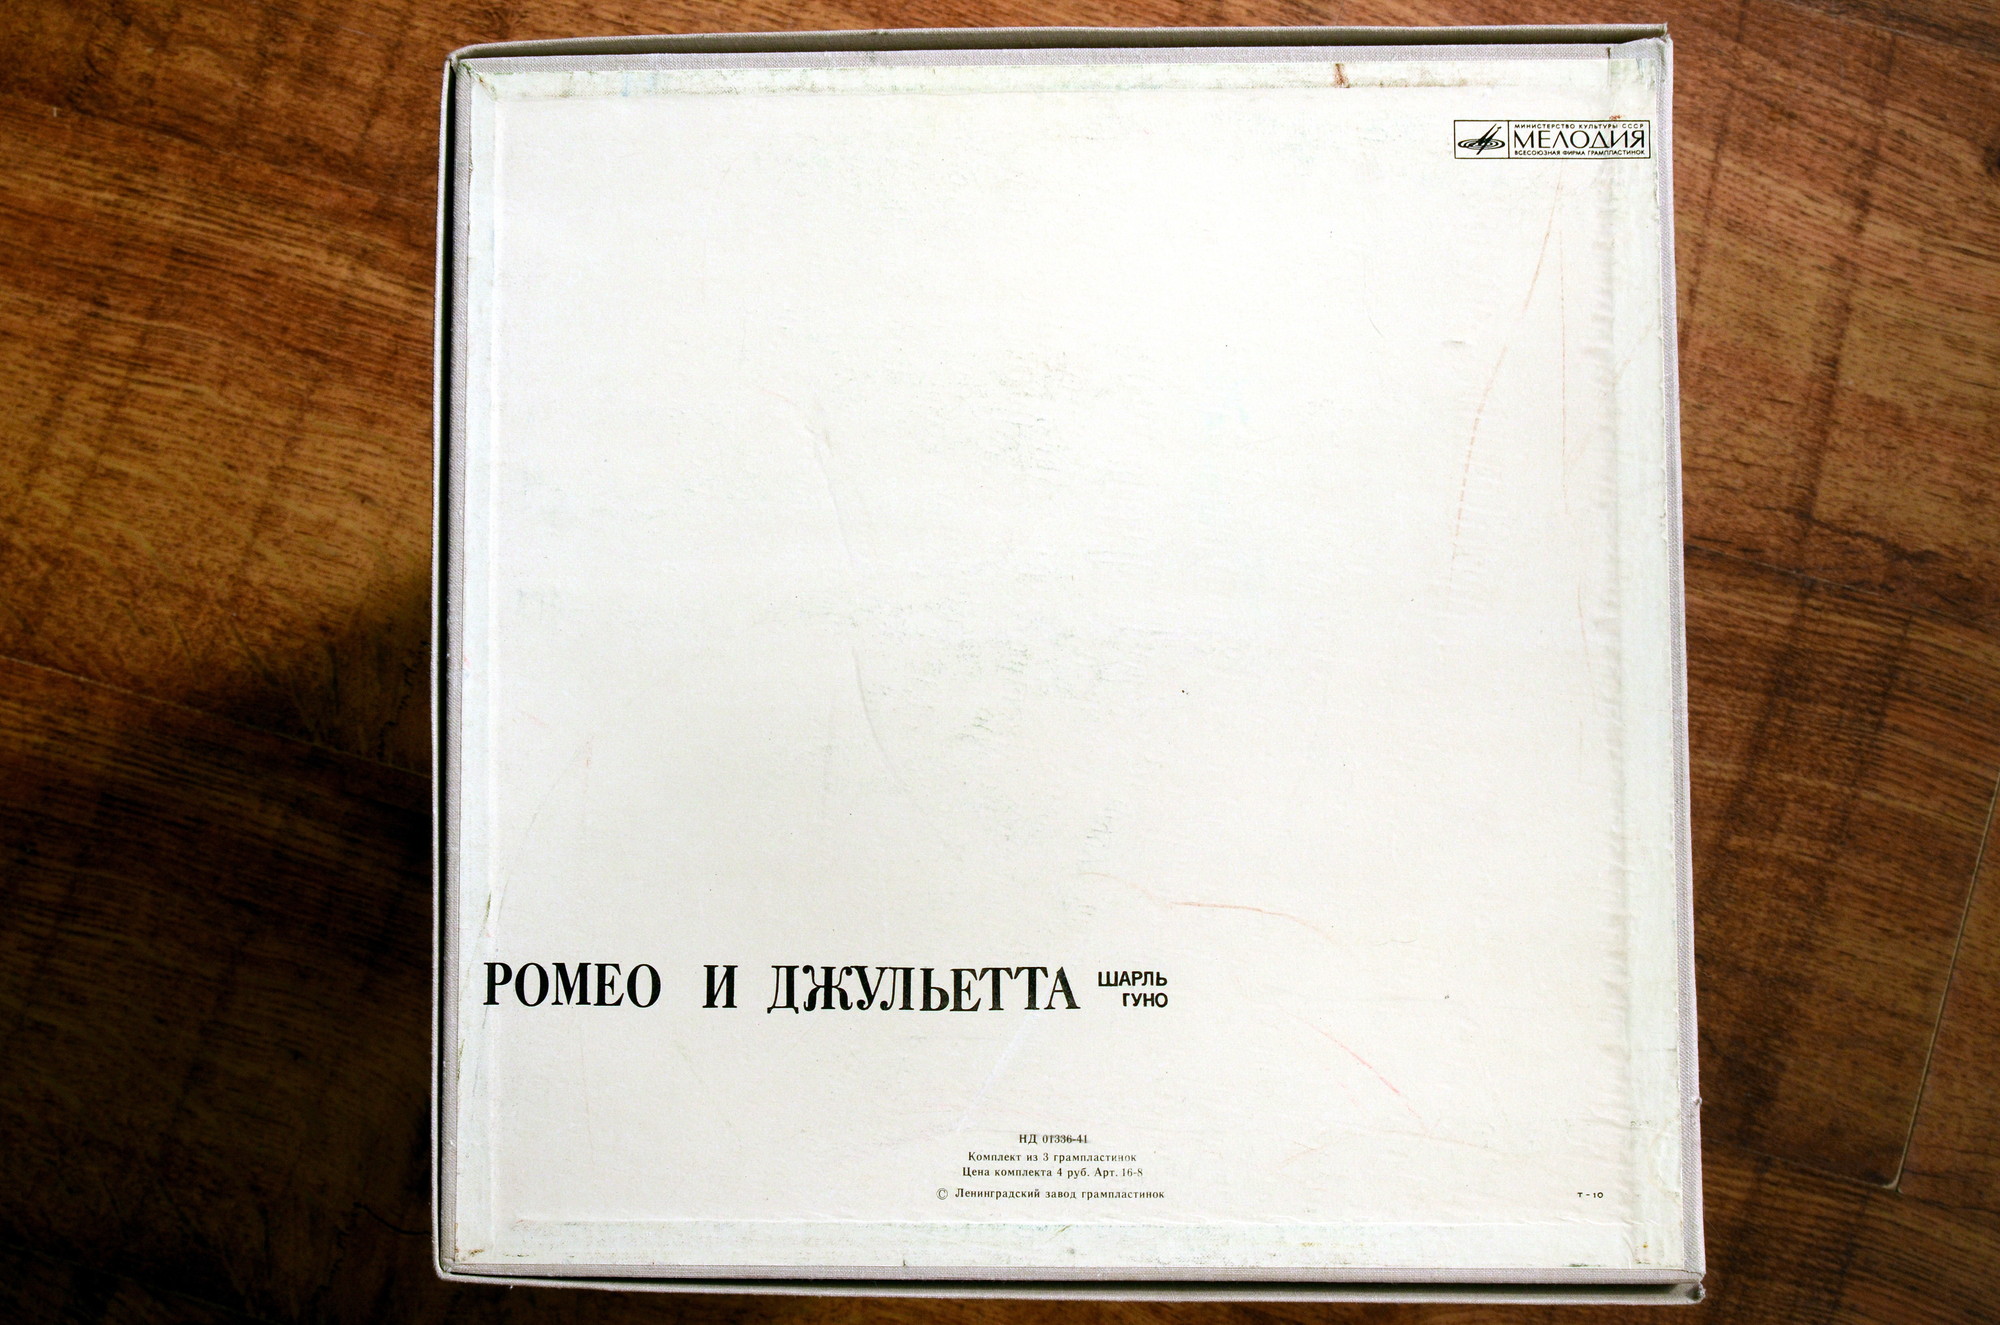 МИНИСТЕРСТВО КУЛЬТУРЫ СССР
МЕЛОДИЯ
ВСЕСОЮЗНАЯ ФИРМА ГРАМПЛАСТИНОК
РОМЕО И ДЖУЛЬЕТТА
ШАРЛЬ
ГУНО
НД 01336-41
Комплект из 3 грампластинок
Цена комплекта 4 руб. Арт. 16-8
© Ленинградский завод грампластинок
Т-10